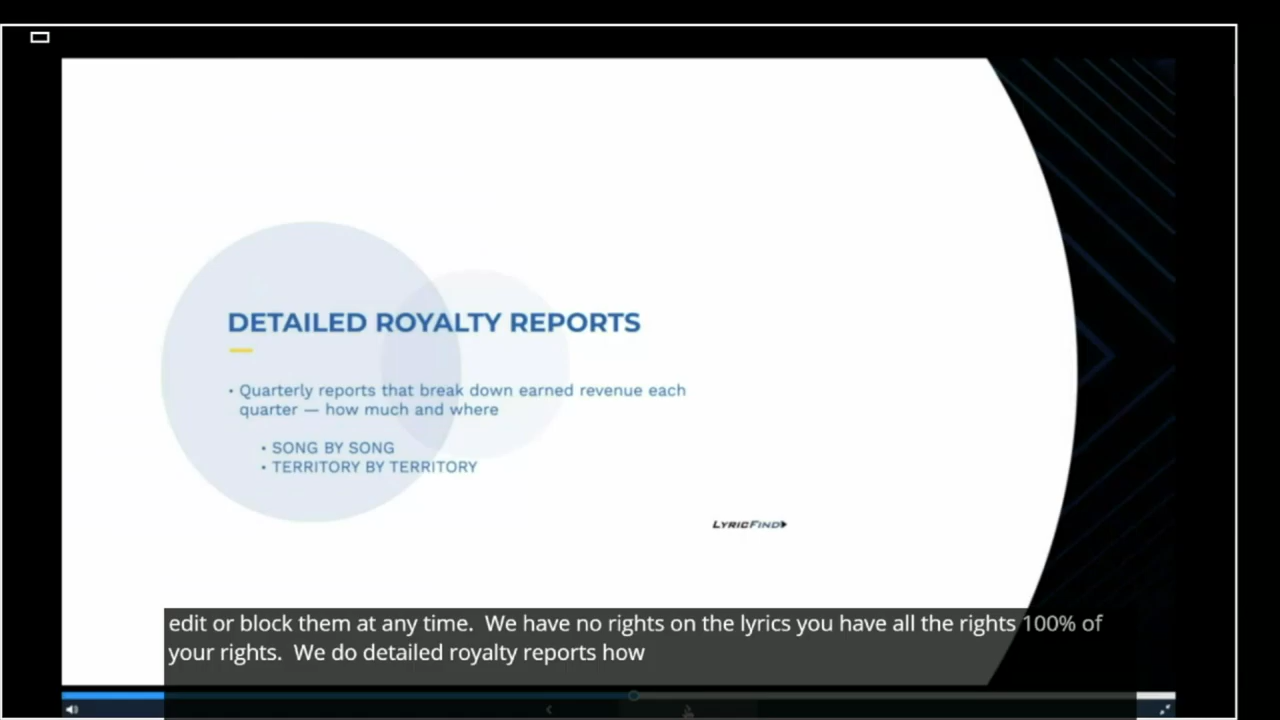 DETAILED ROYALTY REPORTS
• Quarterly reports that break down earned revenue each
quarter — how much and where
• SONG BY SONG
• TERRITORY BY TERRITORY
LYRICFIND
edit or block them at any time.  We have no rights on the lyrics you have all the rights 100% of
your rights.  We do detailed royalty reports how